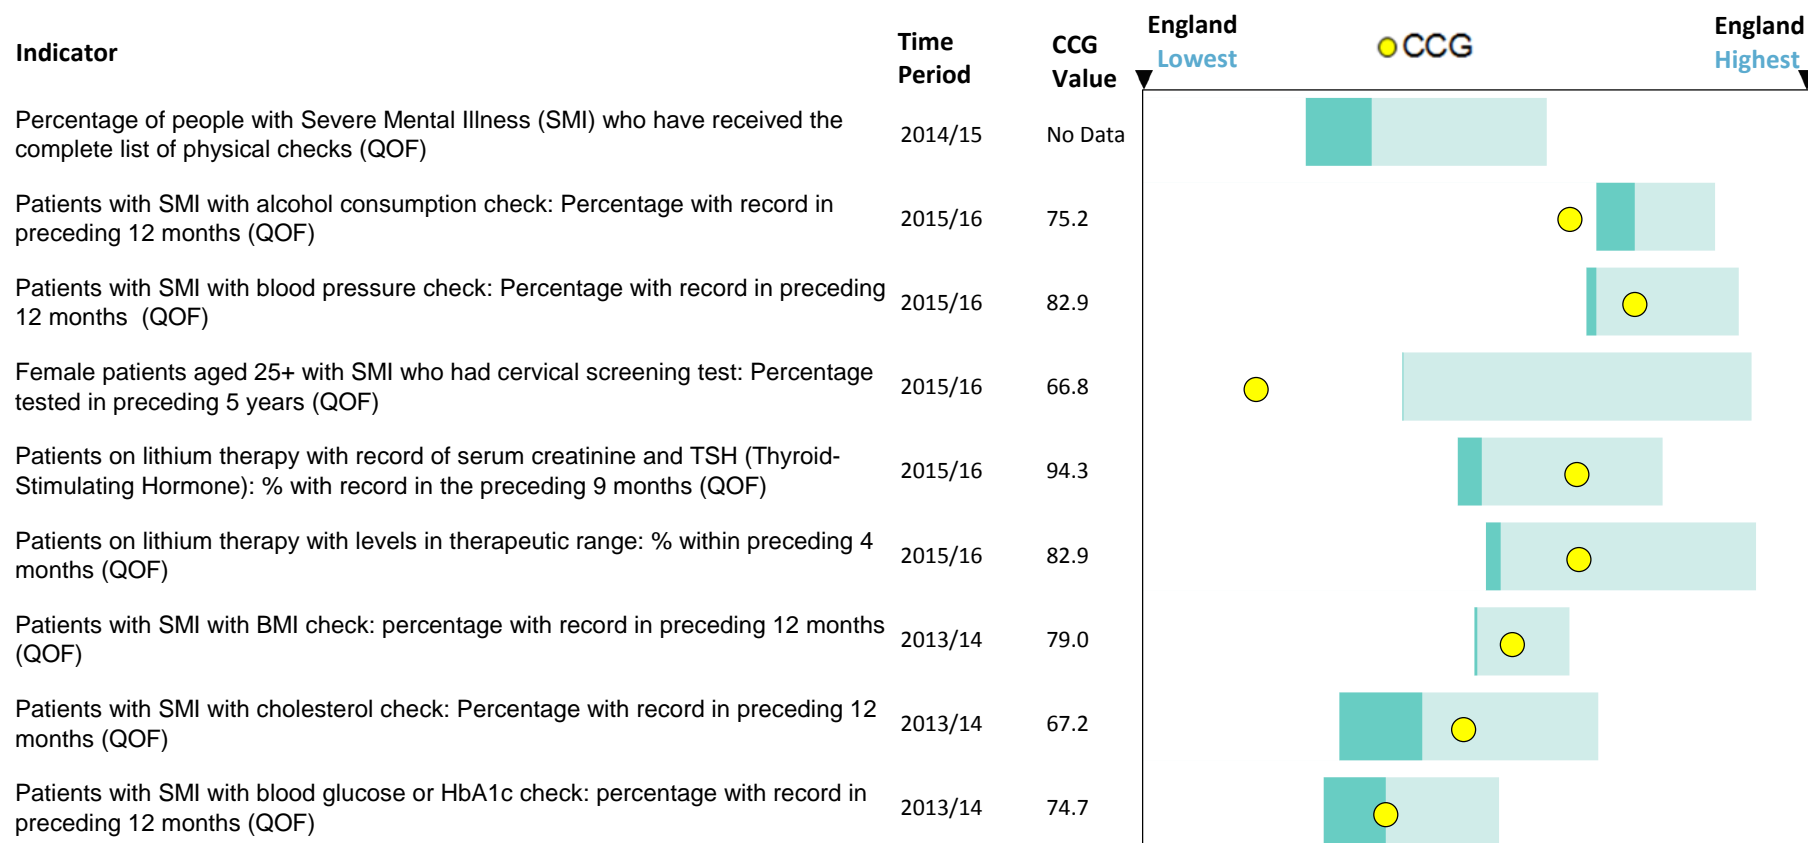 Indicator
Time
Period
CCG
Value
England
Lowest
CCG
England
Highest
Percentage of people with Severe Mental Illness (SMI) who have received the
complete list of physical checks (QOF)
2014/15
No Data
Patients with SMI with alcohol consumption check: Percentage with record in
preceding 12 months (QOF)
2015/16
75.2
Patients with SMI with blood pressure check: Percentage with record in preceding
12 months  (QOF)
2015/16
82.9
Female patients aged 25+ with SMI who had cervical screening test: Percentage
tested in preceding 5 years (QOF)
2015/16
66.8
Patients on lithium therapy with record of serum creatinine and TSH (Thyroid-
Stimulating Hormone): % with record in the preceding 9 months (QOF)
2015/16
94.3
Patients on lithium therapy with levels in therapeutic range: % within preceding 4
months (QOF)
2015/16
82.9
Patients with SMI with BMI check: percentage with record in preceding 12 months
(QOF)
2013/14
79.0
Patients with SMI with cholesterol check: Percentage with record in preceding 12
months (QOF)
2013/14
67.2
Patients with SMI with blood glucose or HbA1c check: percentage with record in
preceding 12 months (QOF)
2013/14
74.7